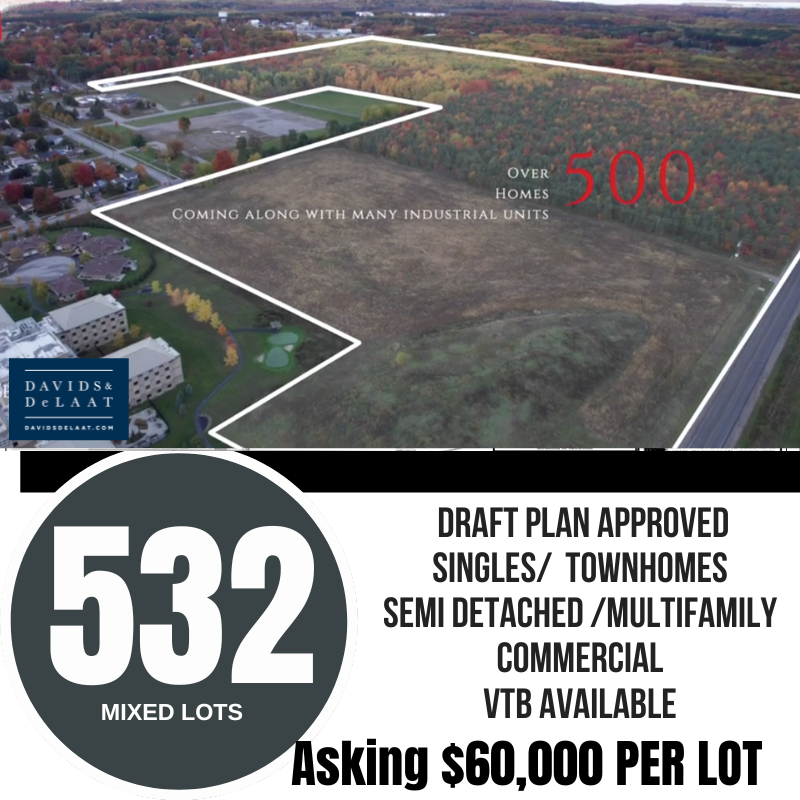 OVER
HOMES
500
COMING ALONG WITH MANY INDUSTRIAL UNITS
DAVIDS&
DeLAAT
DAVIDSDELAAT.COM
532
MIXED LOTS
DRAFT PLAN APPROVED
SINGLES/ TOWNHOMES
SEMI DETACHED /MULTIFAMILY
COMMERCIAL
VTB AVAILABLE
Asking $60,000 PER LOT